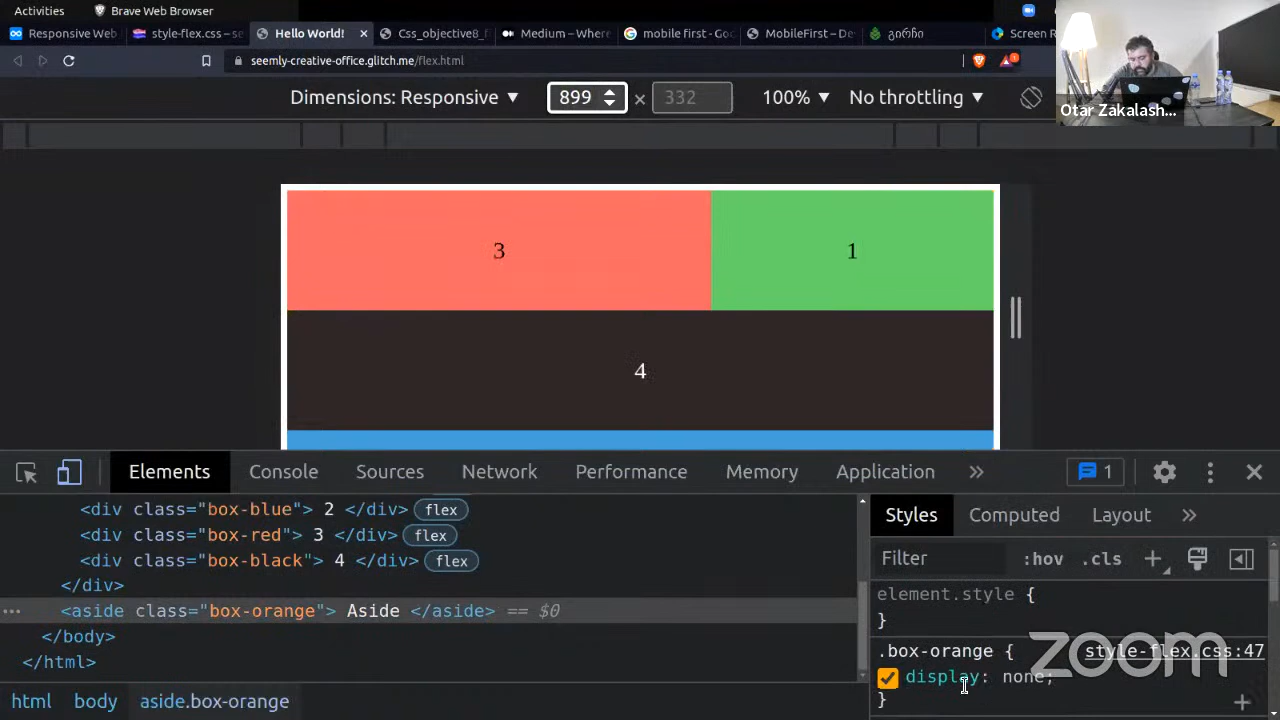 Activities
Brave Web Browser
Responsive Web
style-flex.css – se
Hello World!
Css_objective8_f
Medium – Where
mobile first - Goo
MobileFirst – De
გირჩი
Screen R
seemly-creative-office.glitch.me/flex.html
1
Otar Zakalash...
Dimensions: Responsive
899
×
332
100%
No throttling
3
1
4
Elements
Console
Sources
Network
Performance
Memory
Application
1
<div class="box-blue"> 2 </div> flex
<div class="box-red"> 3 </div> flex
<div class="box-black"> 4 </div> flex
</div>
<aside class="box-orange"> Aside </aside> == $0
</body>
</html>
html
body
aside.box-orange
Styles
Computed
Layout
Filter
:hov
.cls
element.style {
}
.box-orange {
style-flex.css:47
display: none;
}
zoom